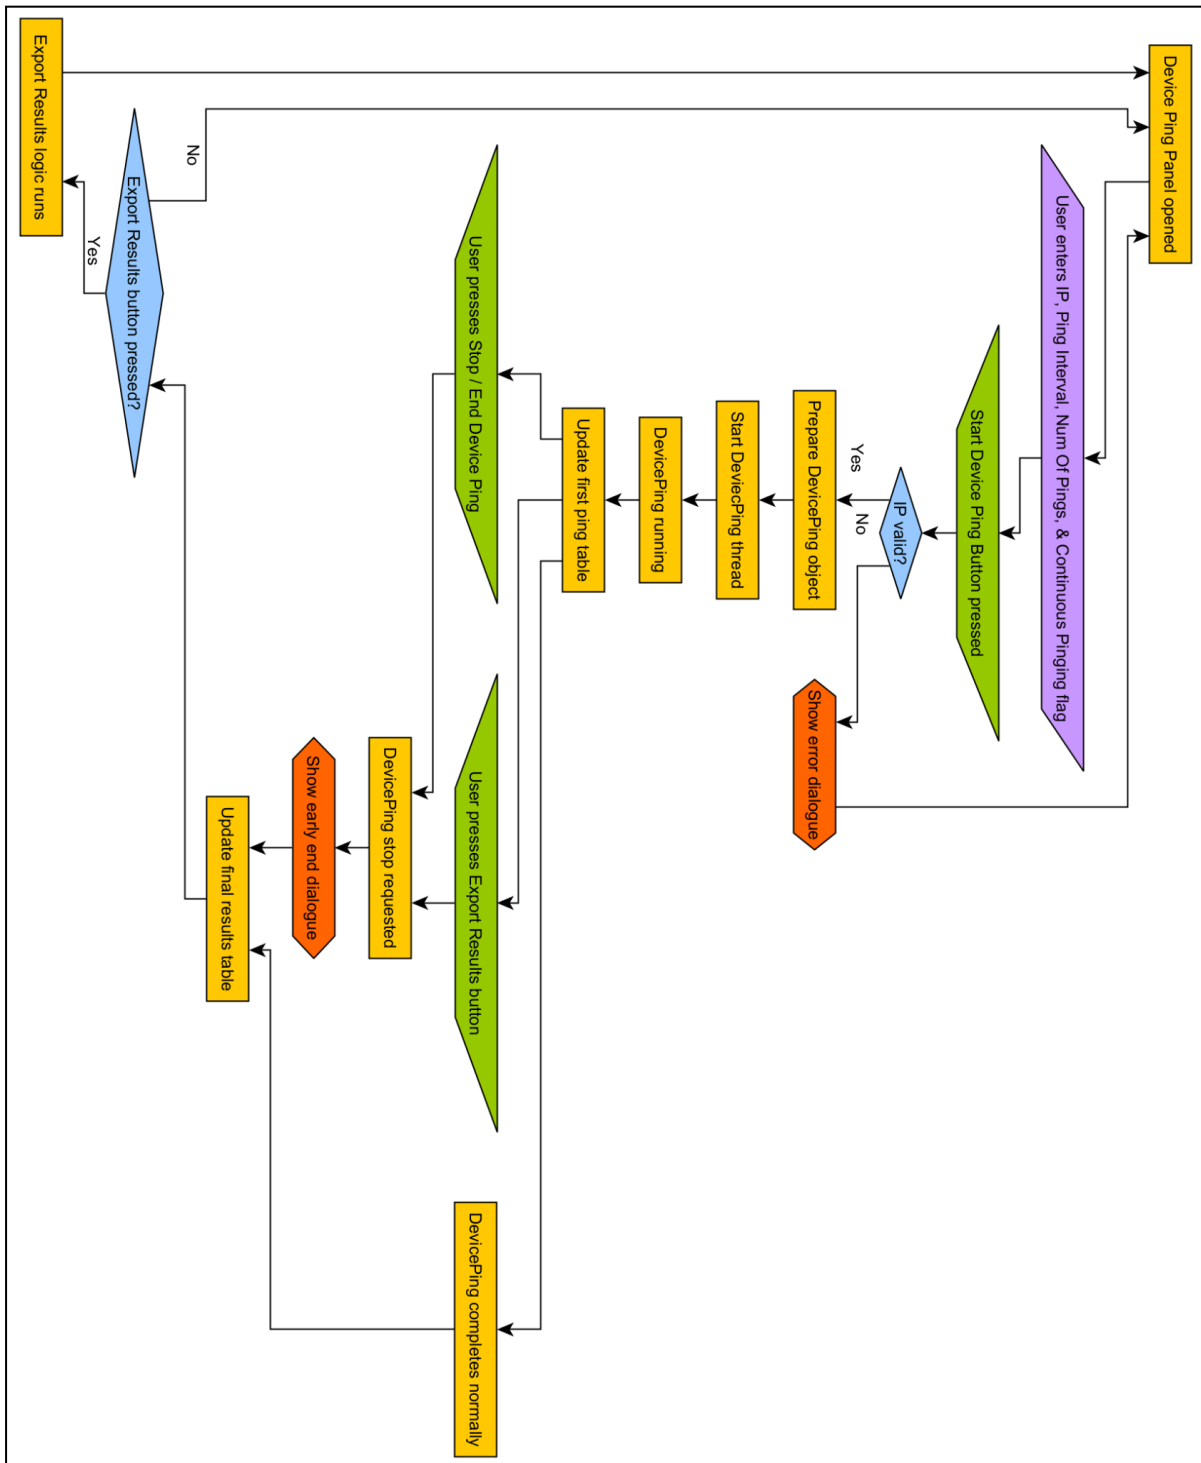 Device Ping Panel opened
User enters IP, Ping Interval, Num Of Pings, & Continuous Pinging flag
Start Device Ping Button pressed
IP valid?
Yes
No
Prepare DevicePing object
Show error dialogue
Start DeviecPing thread
DevicePing running
Update first ping table
User presses Stop / End Device Ping
User presses Export Results button
DevicePing completes normally
DevicePing stop requested
Show early end dialogue
Update final results table
No
Export Results button pressed?
Yes
Export Results logic runs